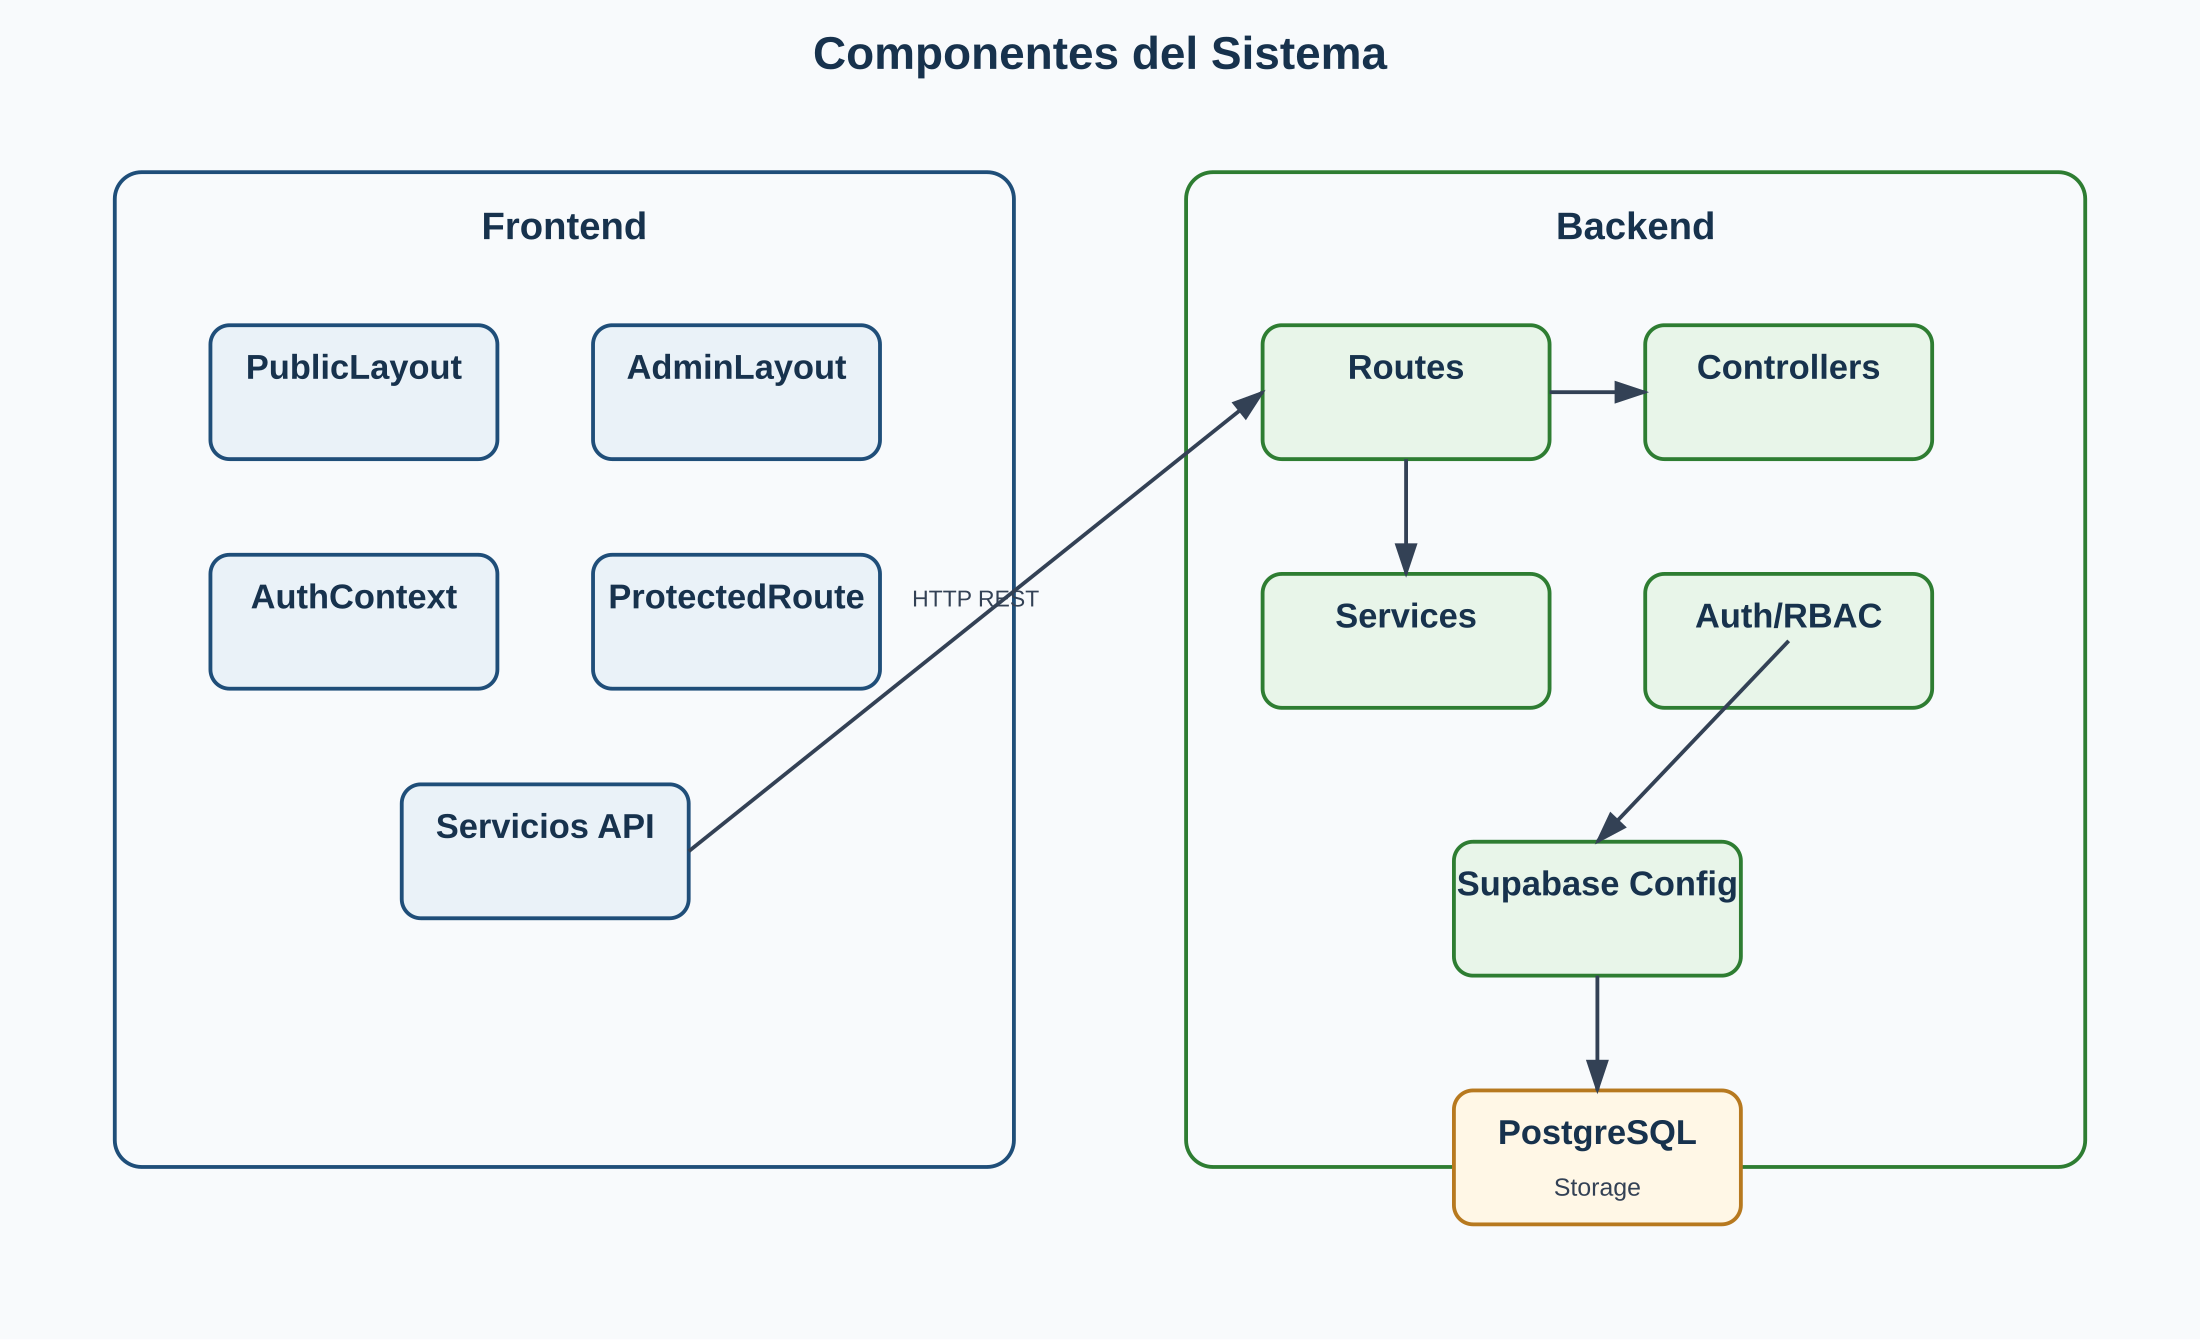 Componentes del Sistema
Frontend
PublicLayout
AdminLayout
AuthContext
ProtectedRoute
Servicios API
HTTP REST
Backend
Routes
Controllers
Services
Auth/RBAC
Supabase Config
PostgreSQL
Storage